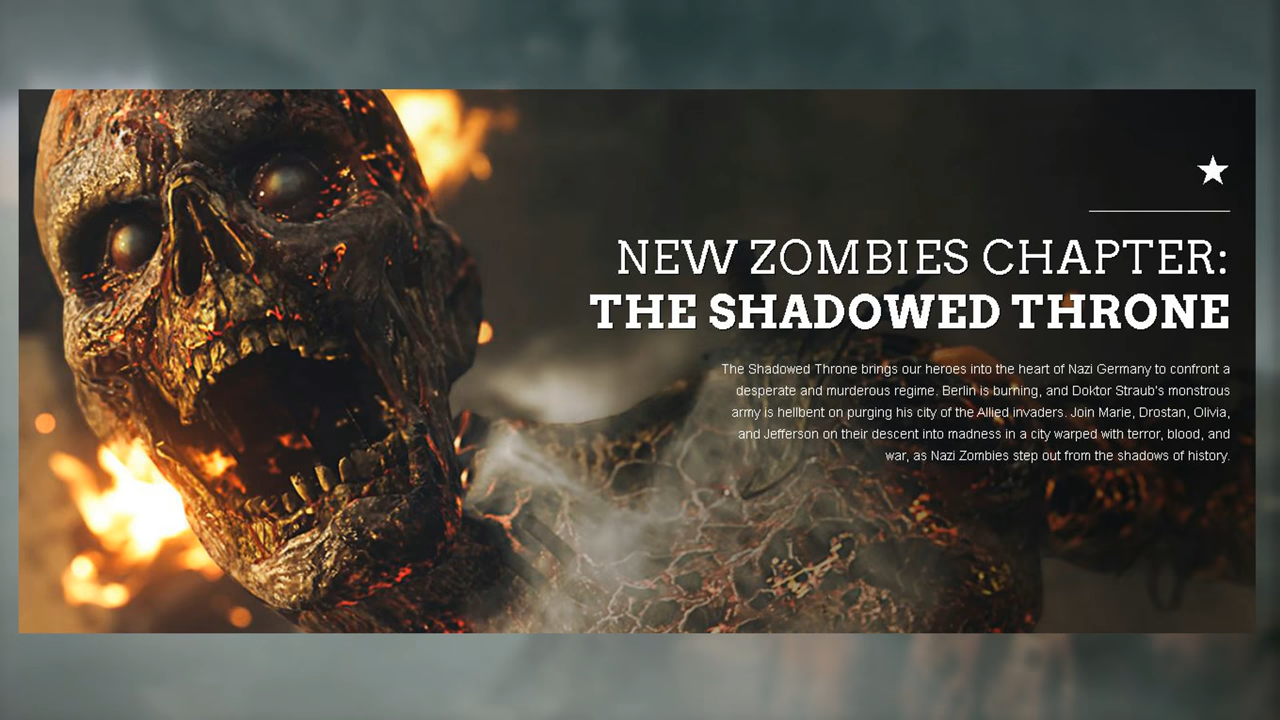 NEW ZOMBIES CHAPTER:
THE SHADOWED THRONE
The Shadowed Throne brings our heroes into the heart of Nazi Germany to confront a
desperate and murderous regime. Berlin is burning, and Doktor Straub's monstrous
army is hellbent on purging his city of the Allied invaders. Join Marie, Drostan, Olivia,
and Jefferson on their descent into madness in a city warped with terror, blood, and
war, as Nazi Zombies step out from the shadows of history.